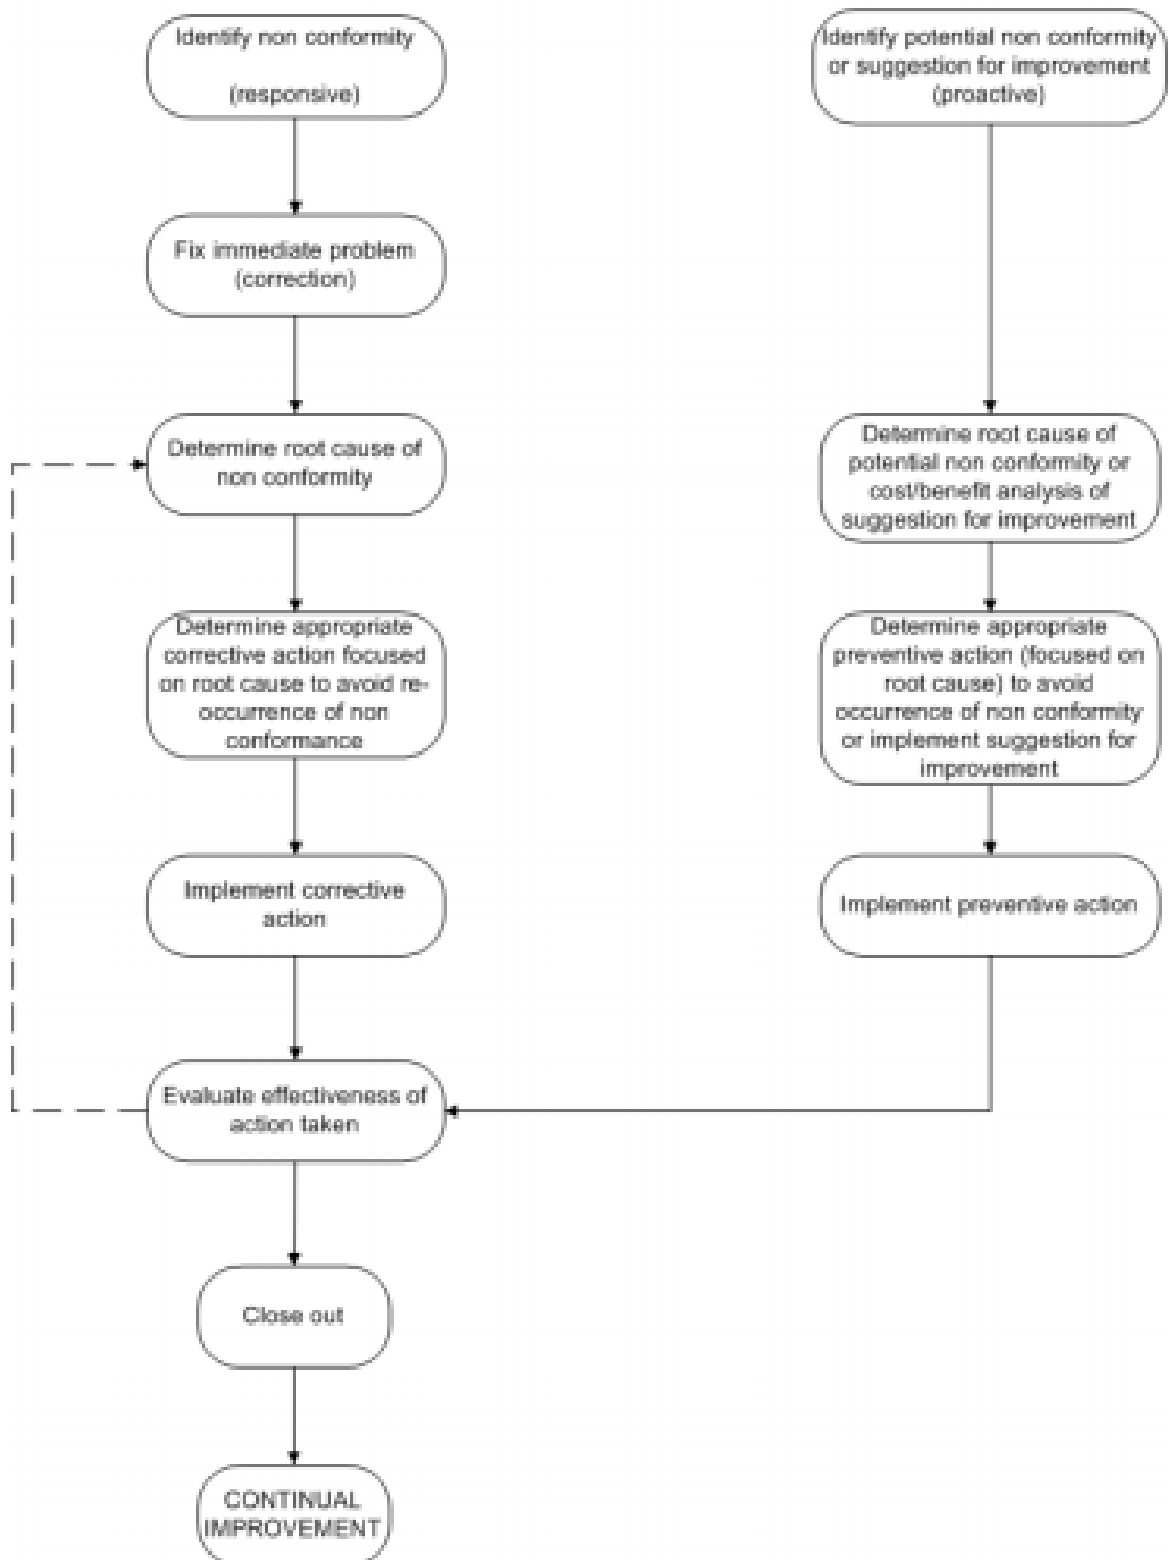 Identify non conformity
(responsive)
Identify potential non conformity
or suggestion for improvement
(proactive)
Fix immediate problem
(correction)
Determine root cause of
non conformity
Determine root cause of
potential non conformity or
cost/benefit analysis of
suggestion for improvement
Determine appropriate
corrective action focused
on root cause to avoid re-
occurrence of non
conformance
Determine appropriate
preventive action (focused on
root cause) to avoid
occurrence of non conformity
or implement suggestion for
improvement
Implement corrective
action
Implement preventive action
Evaluate effectiveness of
action taken
Close out
CONTINUAL
IMPROVEMENT